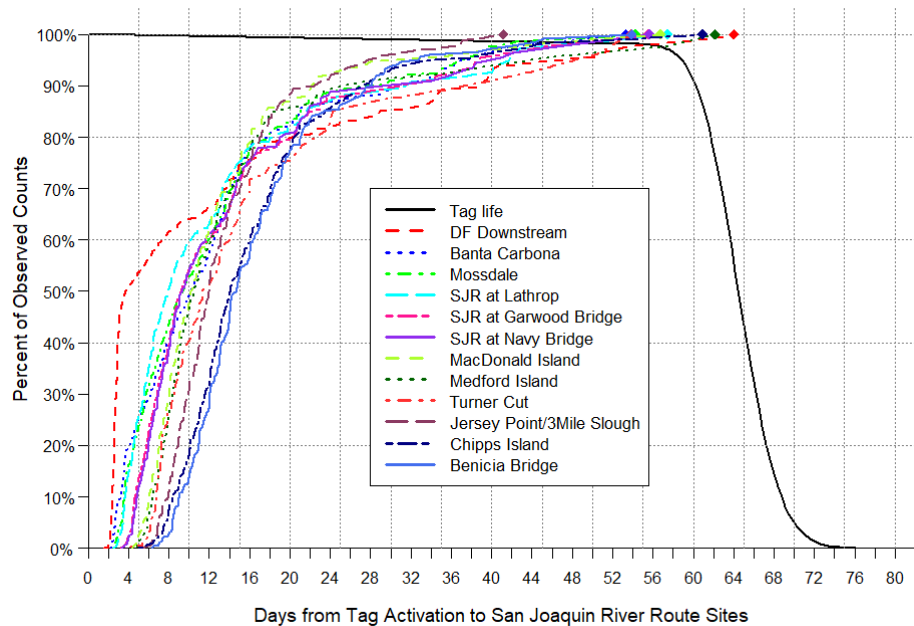 100%
90%
80%
70%
60%
50%
40%
30%
20%
10%
0%
Percent of Observed Counts
Tag life
DF Downstream
Banta Carbona
Mossdale
SJR at Lathrop
SJR at Garwood Bridge
SJR at Navy Bridge
MacDonald Island
Medford Island
Turner Cut
Jersey Point/3Mile Slough
Chipps Island
Benicia Bridge
0 4 8 12 16 20 24 28 32 36 40 44 48 52 56 60 64 68 72 76 80
Days from Tag Activation to San Joaquin River Route Sites